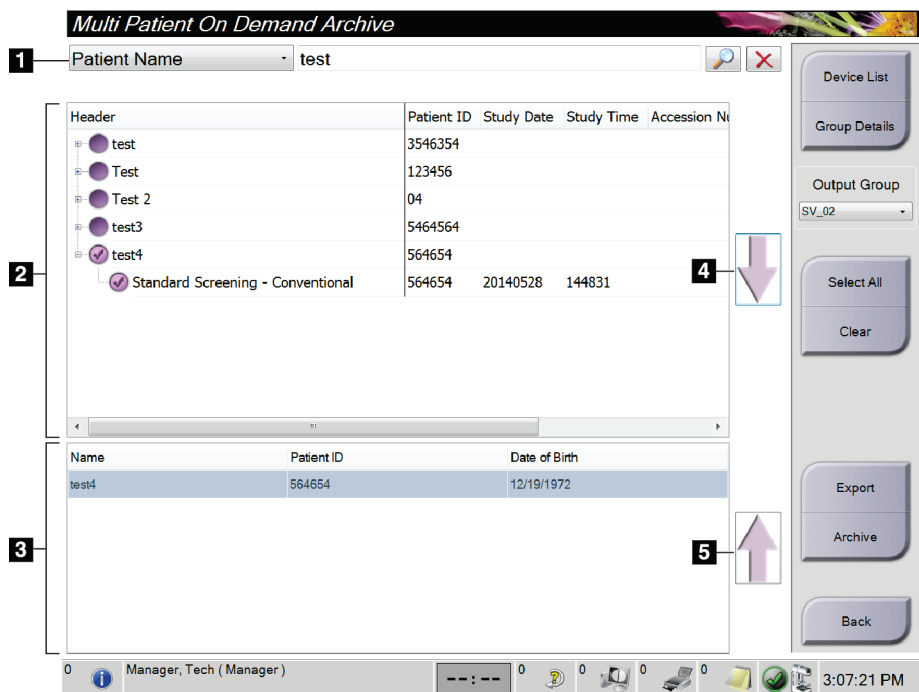 Multi Patient On Demand Archive
1
Patient Name test
Device List
Group Details
Output Group
SV_02
2
Header Patient ID Study Date Study Time Accession Nu
test 3546354
Test 123456
Test 2 04
test3 5464564
test4 564654
Standard Screening - Conventional 564654 20140528 144831
4
Select All
Clear
3
Name Patient ID Date of Birth
test4 564654 12/19/1972
5
Export
Archive
Back
0 Manager, Tech ( Manager ) --:-- 0 0 0 0 3:07:21 PM